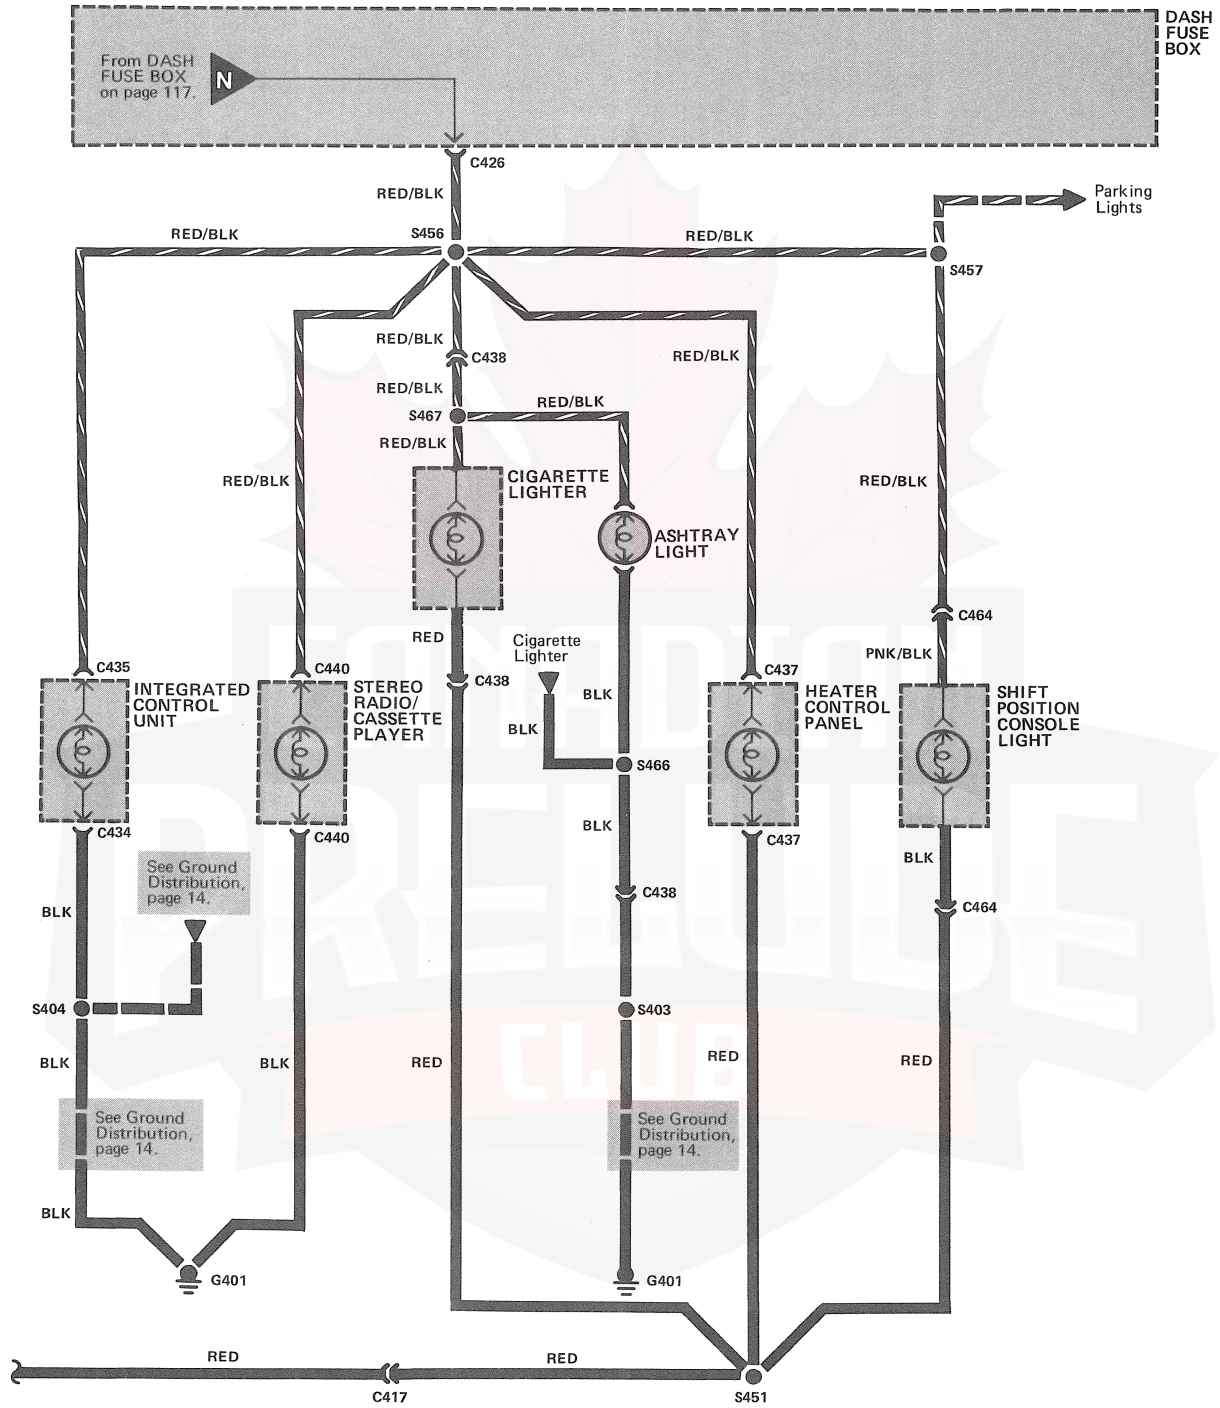 DASH
FUSE
BOX
From DASH
FUSE BOX
on page 117.
N
C426
RED/BLK
Parking
Lights
RED/BLK
S456
RED/BLK
S457
RED/BLK
C438
RED/BLK
RED/BLK
S467
RED/BLK
RED/BLK
RED/BLK
CIGARETTE
LIGHTER
RED/BLK
RED/BLK
ASHTRAY
LIGHT
C464
RED
Cigarette
Lighter
PNK/BLK
C435
C440
C438
C437
INTEGRATED
CONTROL
UNIT
STEREO
RADIO/
CASSETTE
PLAYER
BLK
BLK
HEATER
CONTROL
PANEL
SHIFT
POSITION
CONSOLE
LIGHT
S466
C434
C440
BLK
C437
BLK
See Ground
Distribution,
page 14.
C438
C464
BLK
S404
S403
BLK
BLK
RED
RED
RED
See Ground
Distribution,
page 14.
See Ground
Distribution,
page 14.
BLK
G401
G401
RED
RED
C417
S451
CANADIAN
PRELUDE
CLUB